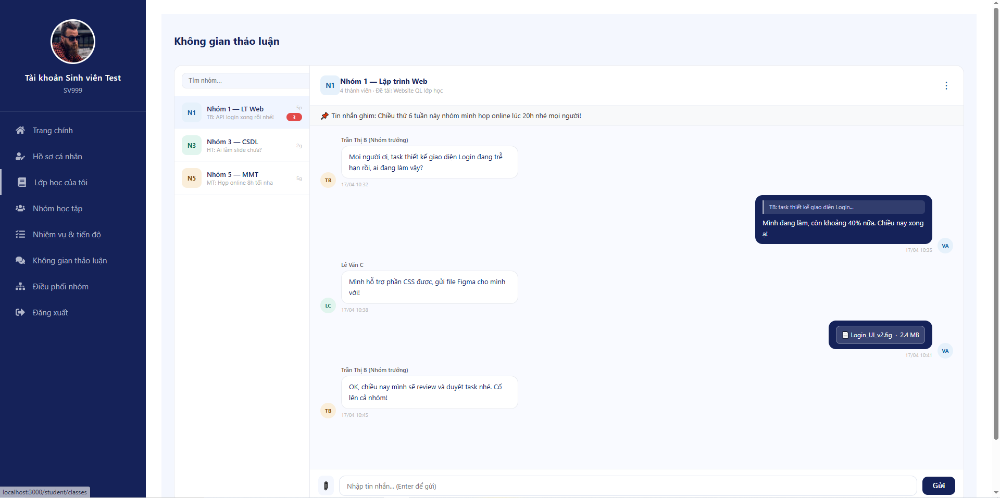 Tài khoản Sinh viên Test
SV999
Trang chính
Hồ sơ cá nhân
Lớp học của tôi
Nhóm học tập
Nhiệm vụ & tiến độ
Không gian thảo luận
Điều phối nhóm
Đăng xuất
localhost:3000/student/classes
Không gian thảo luận
Tìm nhóm...
N1
Nhóm 1 — LT Web
5p
TB: API login xong rồi nhé!
3
N3
Nhóm 3 — CSDL
HT: Ai làm slide chưa?
2g
N5
Nhóm 5 — MMT
MT: Họp online 8h tối nha
5g
N1
Nhóm 1 — Lập trình Web
4 thành viên · Đề tài: Website QL lớp học
Tin nhắn ghim: Chiều thứ 6 tuần này nhóm mình họp online lúc 20h nhé mọi người!
Trần Thị B (Nhóm trưởng)
Mọi người ơi, task thiết kế giao diện Login đang trễ
hạn rồi, ai đang làm vậy?
TB
17/04 10:32
TB: task thiết kế giao diện Login...
Mình đang làm, còn khoảng 40% nữa. Chiều nay xong
ạ!
VA
17/04 10:35
Lê Văn C
Mình hỗ trợ phần CSS được, gửi file Figma cho mình
với!
LC
17/04 10:38
Login_UI_v2.fig · 2.4 MB
VA
17/04 10:41
Trần Thị B (Nhóm trưởng)
OK, chiều nay mình sẽ review và duyệt task nhé. Cố
lên cả nhóm!
TB
17/04 10:45
Nhập tin nhắn... (Enter để gửi)
Gửi